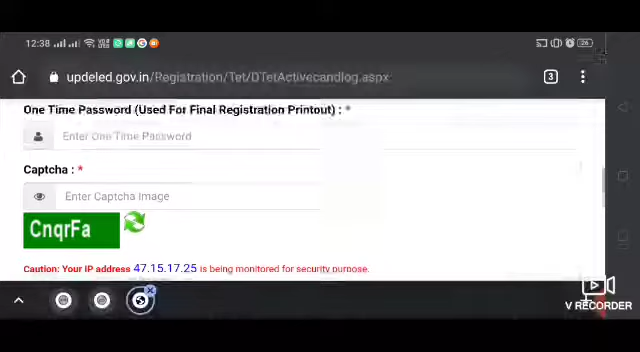 12:38
26
updeled.gov.in/Registration/Tet/DTetActivecandlog.aspx
3
One Time Password (Used For Final Registration Printout) : *
Enter One Time Password
Captcha : *
Enter Captcha Image
CnqrFa
Caution: Your IP address 47.15.17.25 is being monitored for security purpose.
V RECORDER